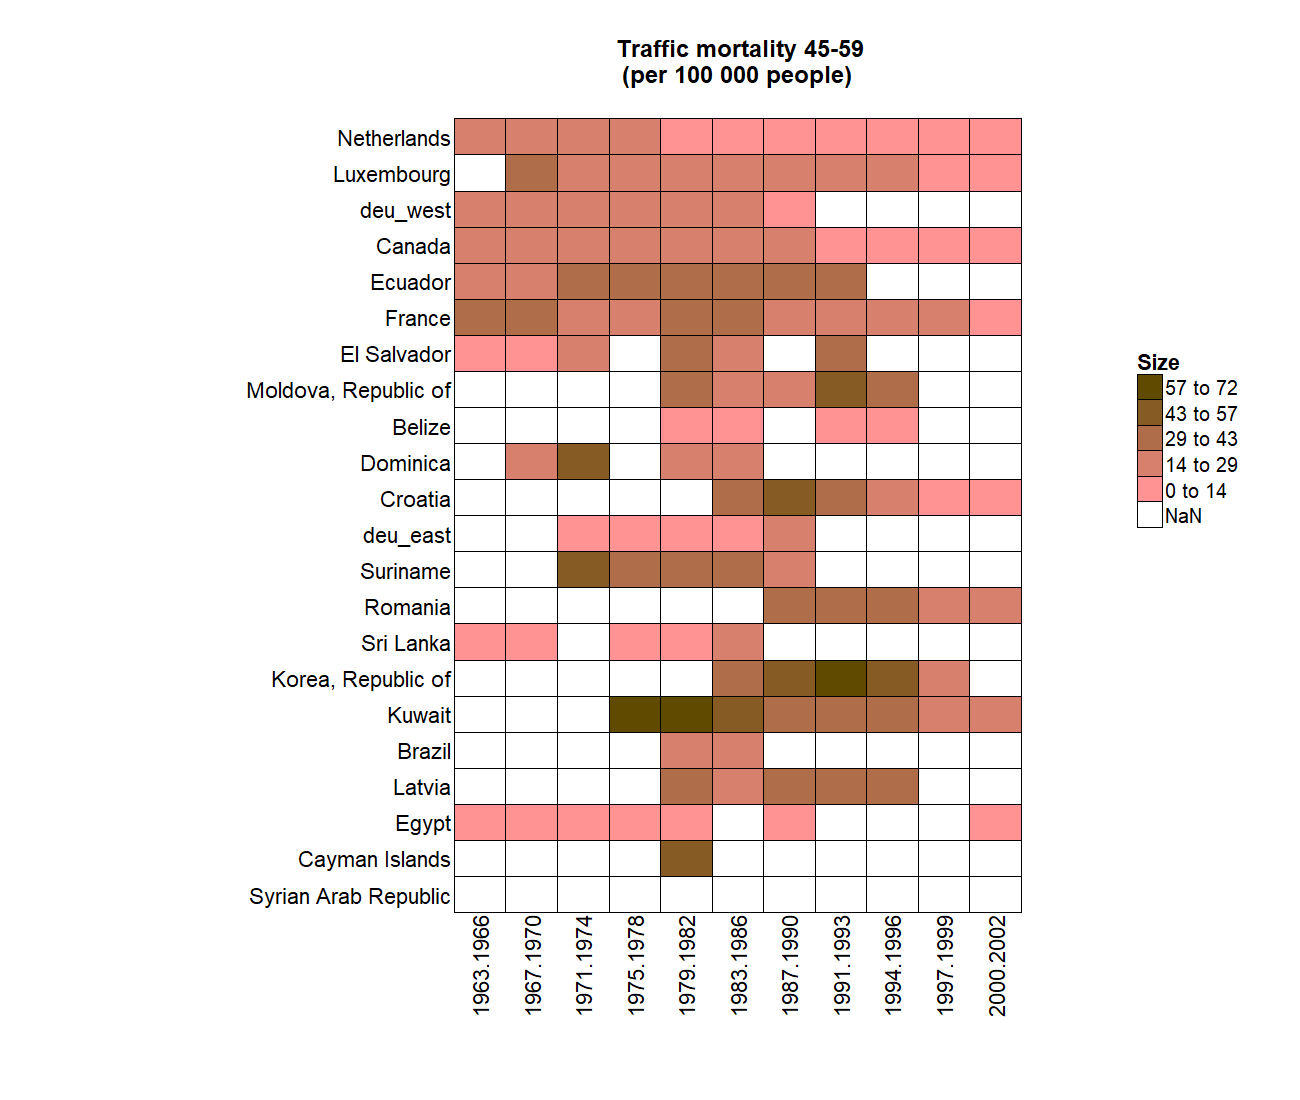 Traffic mortality 45-59
(per 100 000 people)
Netherlands
Luxembourg
deu_west
Canada
Ecuador
France
El Salvador
Moldova, Republic of
Belize
Dominica
Croatia
deu_east
Suriname
Romania
Sri Lanka
Korea, Republic of
Kuwait
Brazil
Latvia
Egypt
Cayman Islands
Syrian Arab Republic
1963.1966
1967.1970
1971.1974
1975.1978
1979.1982
1983.1986
1987.1990
1991.1993
1994.1996
1997.1999
2000.2002
Size
57 to 72
43 to 57
29 to 43
14 to 29
0 to 14
NaN